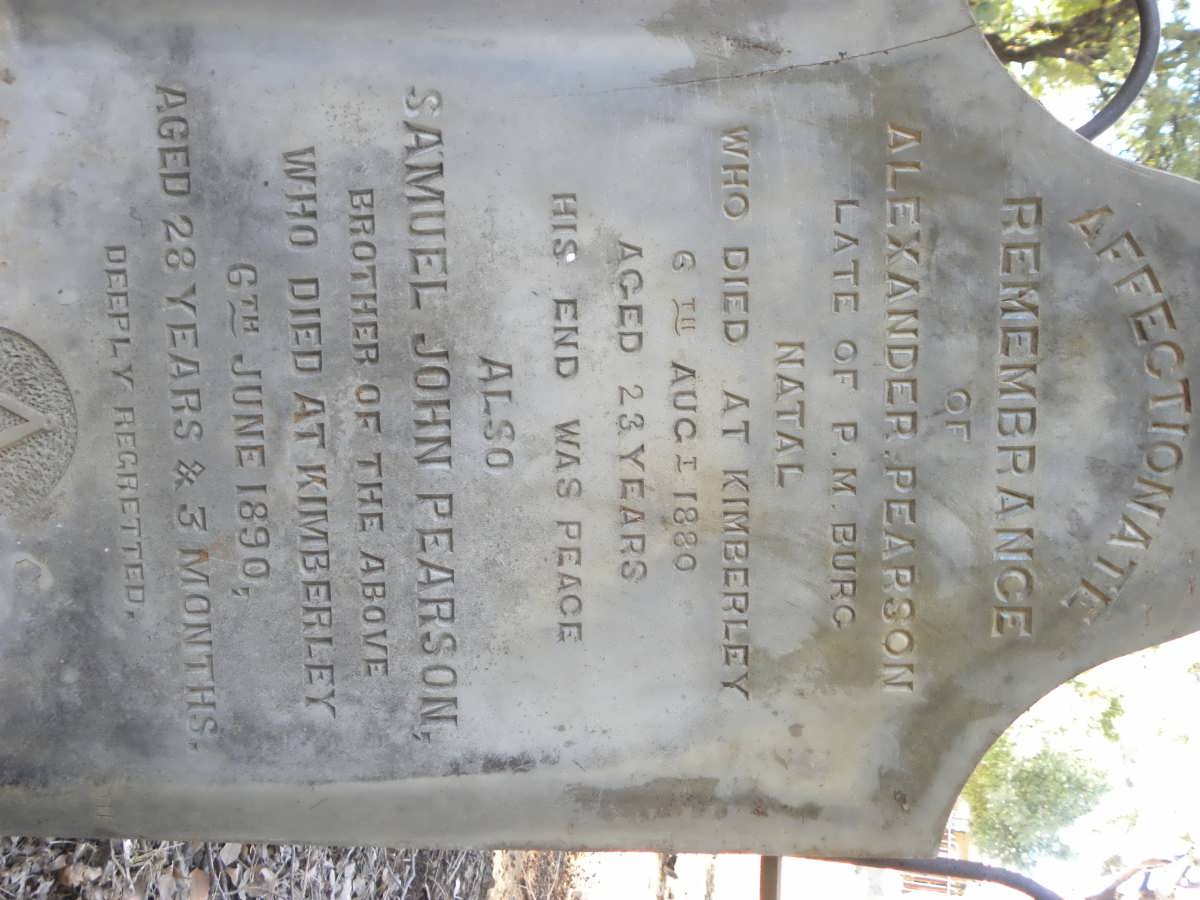 AFFECTIONATE
REMEMBRANCE
OF
ALEXANDER. PEARSON
LATE OF P. M. BURG
NATAL
WHO DIED AT KIMBERLEY
6TH AUGT 1880
AGED 23 YEARS
HIS END WAS PEACE
ALSO
SAMUEL JOHN PEARSON,
BROTHER OF THE ABOVE
WHO DIED AT KIMBERLEY
6TH JUNE 1890,
AGED 28 YEARS & 3 MONTHS.
DEEPLY REGRETTED.